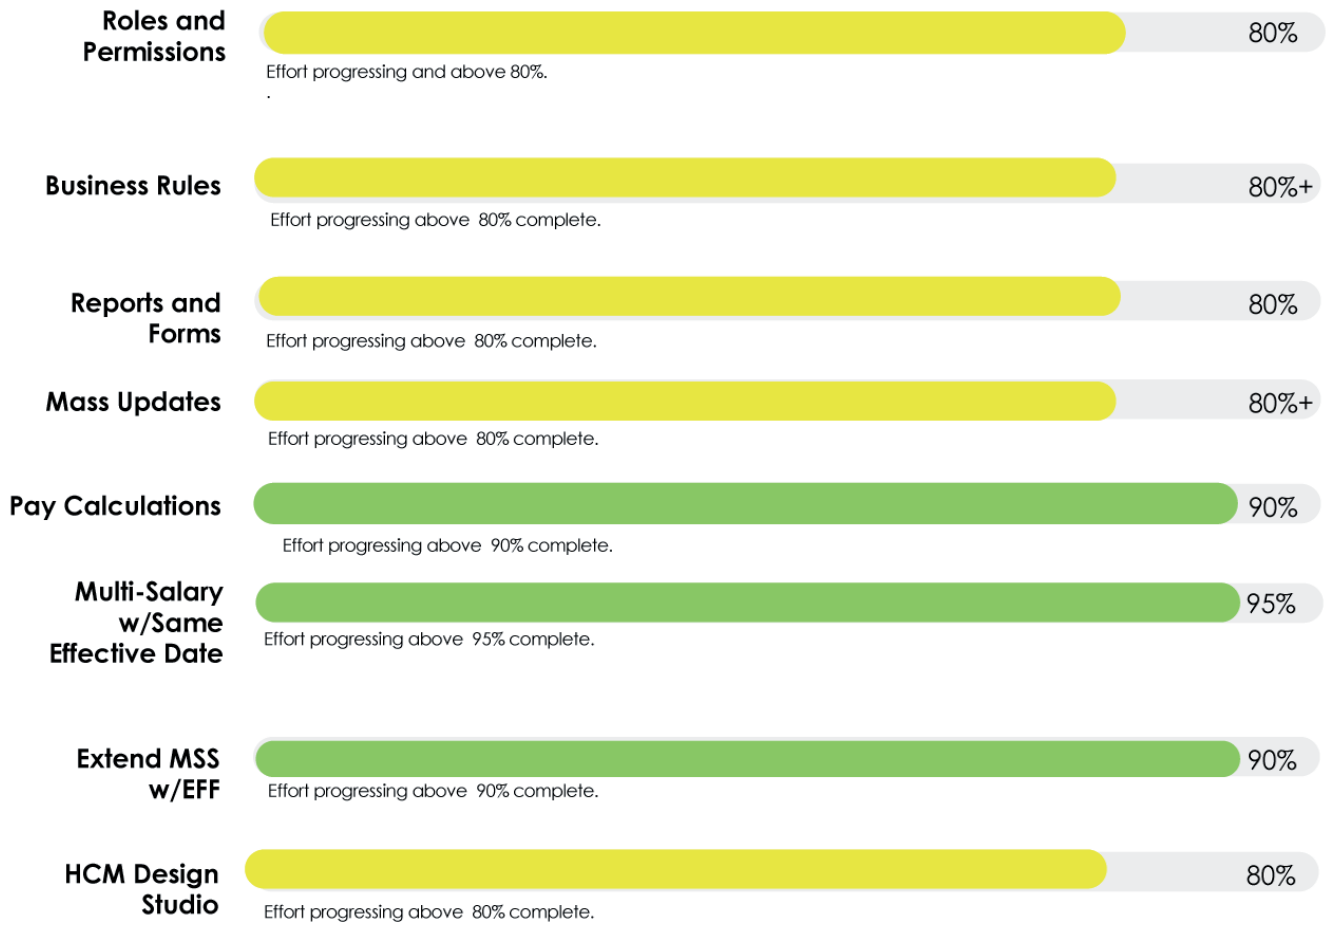 Roles and
Permissions
80%
Effort progressing and above 80%.
.
Business Rules
80%+
Effort progressing above 80% complete.
Reports and
Forms
80%
Effort progressing above 80% complete.
Mass Updates
80%+
Effort progressing above 80% complete.
Pay Calculations
90%
Effort progressing above 90% complete.
Multi-Salary
w/Same
Effective Date
95%
Effort progressing above 95% complete.
Extend MSS
w/EFF
90%
Effort progressing above 90% complete.
HCM Design
Studio
80%
Effort progressing above 80% complete.